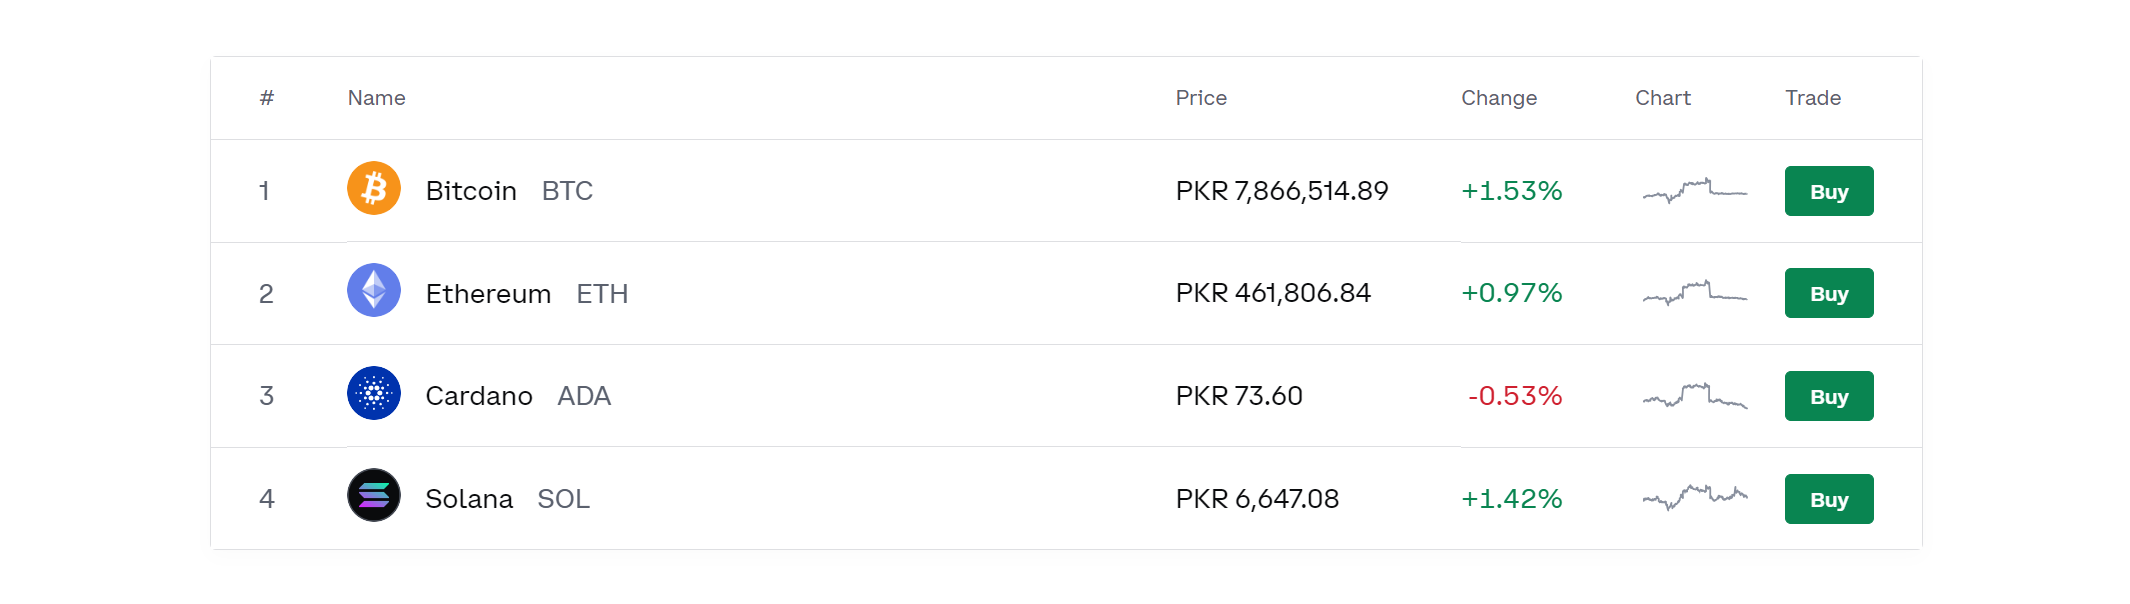 # Name Price Change Chart Trade
1 Bitcoin BTC PKR 7,866,514.89 +1.53% Buy
2 Ethereum ETH PKR 461,806.84 +0.97% Buy
3 Cardano ADA PKR 73.60 -0.53% Buy
4 Solana SOL PKR 6,647.08 +1.42% Buy